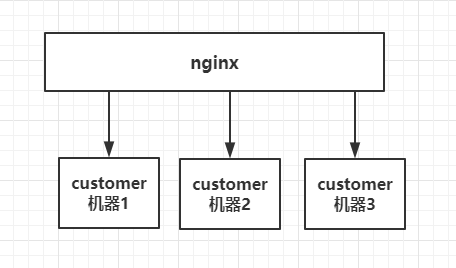 nginx
customer
机器1
customer
机器2
customer
机器3